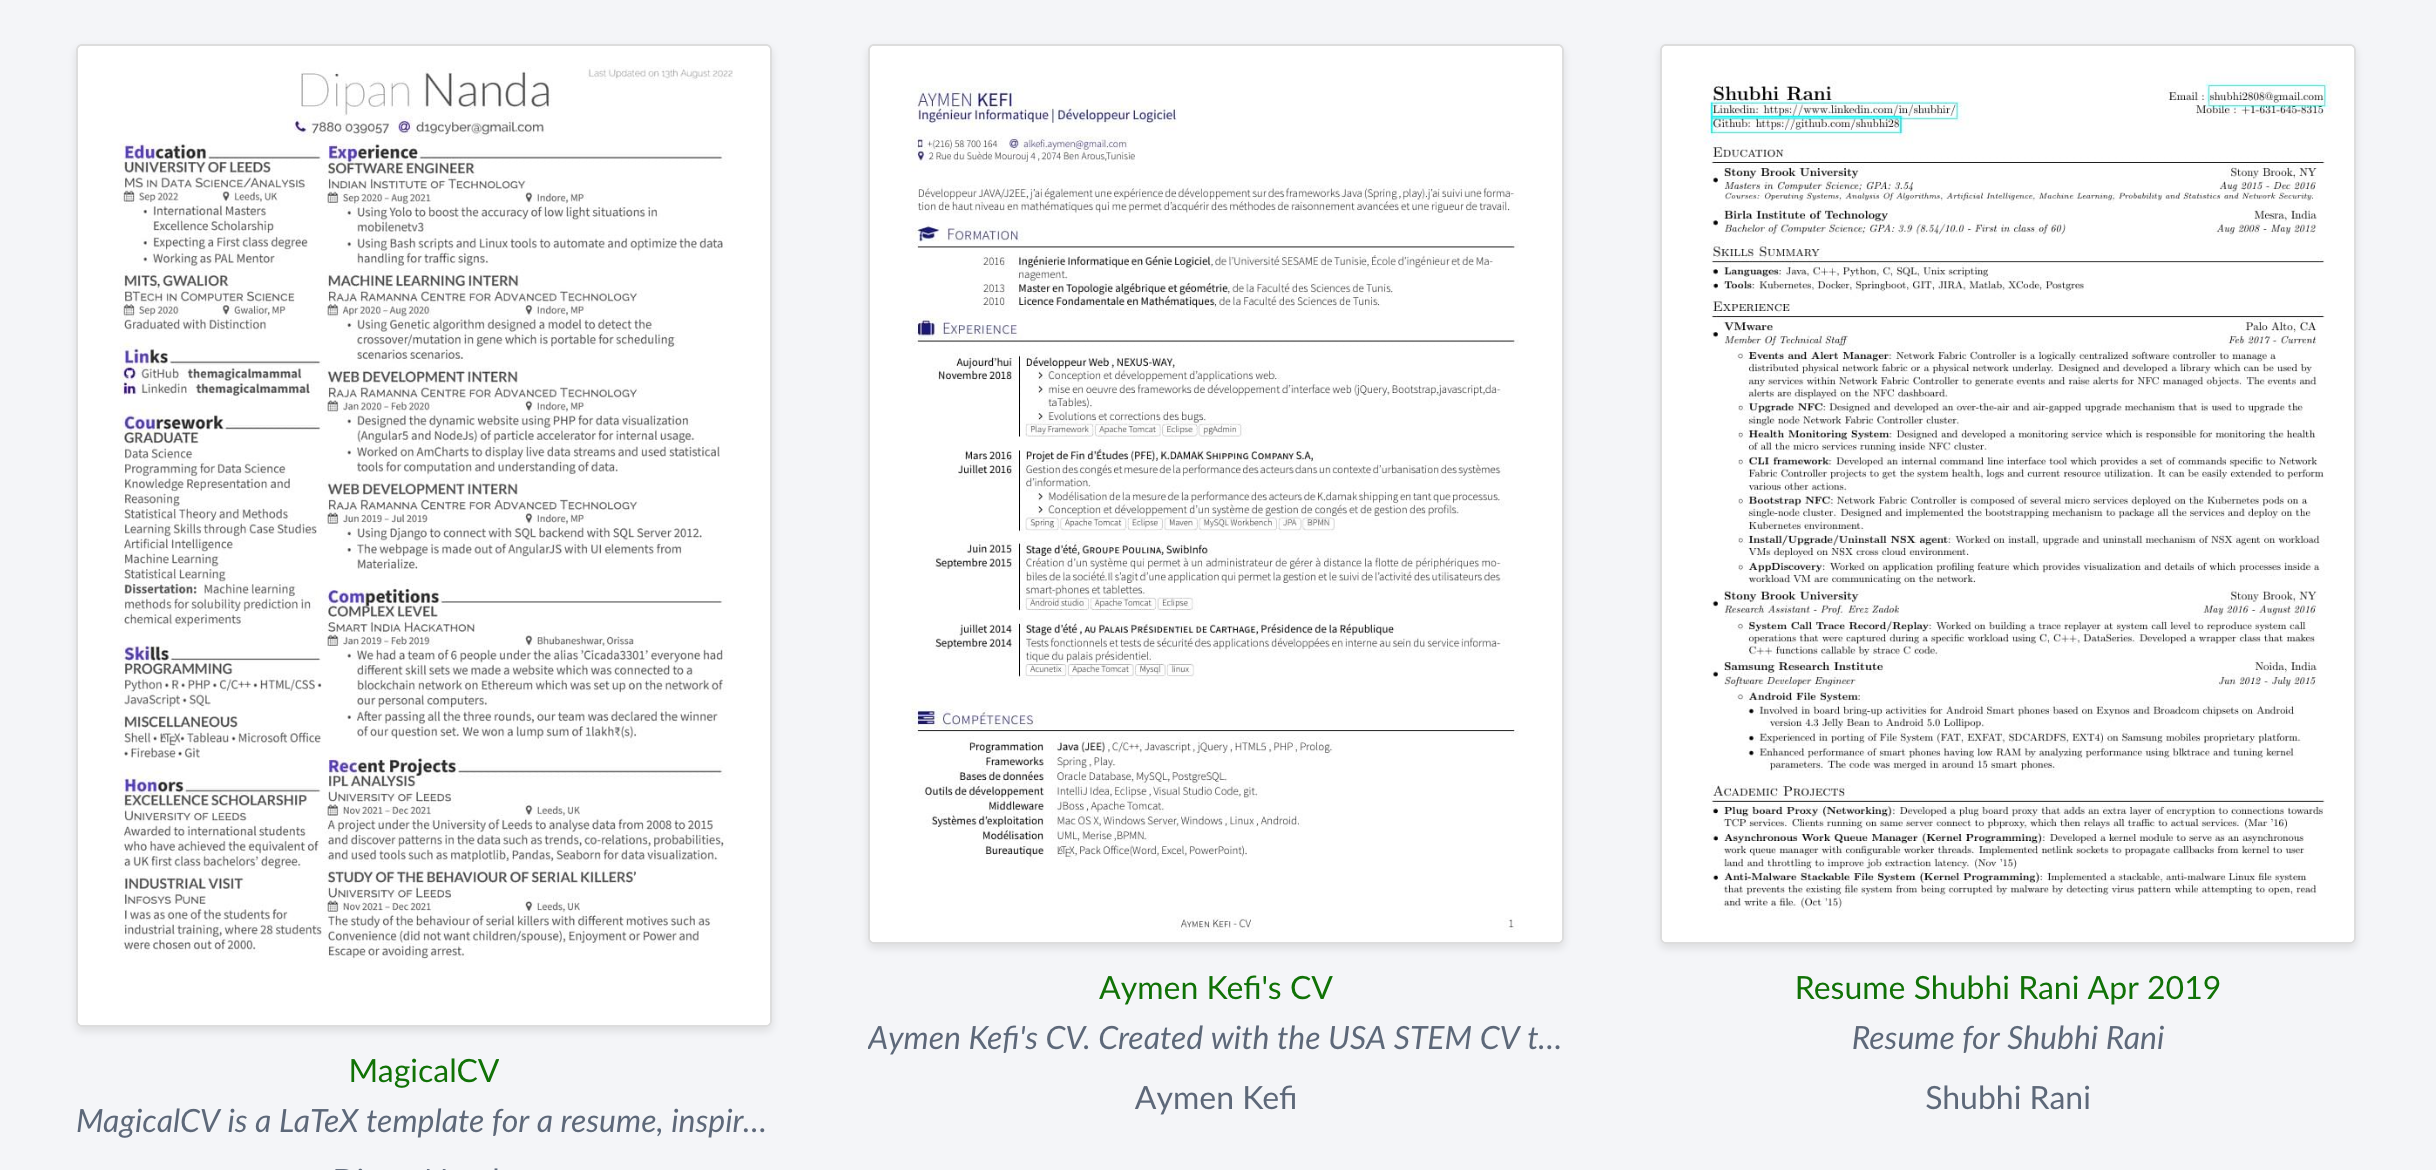 Last Updated on 13th August 2022
Dipan Nanda
7880 039057 @ d19cyber@gmail.com
Education
UNIVERSITY OF LEEDS
MS IN DATA SCIENCE/ANALYSIS
Sep 2022 Leeds, UK
• International Masters
Excellence Scholarship
• Expecting a First class degree
• Working as PAL Mentor
MITS, GWALIOR
BTECH IN COMPUTER SCIENCE
Sep 2020 Gwalior, MP
Graduated with Distinction
Links
GitHub themagicalmammal
in Linkedin themagicalmammal
Coursework
GRADUATE
Data Science
Programming for Data Science
Knowledge Representation and
Reasoning
Statistical Theory and Methods
Learning Skills through Case Studies
Artificial Intelligence
Machine Learning
Statistical Learning
Dissertation: Machine learning
methods for solubility prediction in
chemical experiments
Skills
PROGRAMMING
Python • R • PHP • C/C++ • HTML/CSS •
JavaScript • SQL
MISCELLANEOUS
Shell • LATEX• Tableau • Microsoft Office
• Firebase • Git
Honors
EXCELLENCE SCHOLARSHIP
UNIVERSITY OF LEEDS
Awarded to international students
who have achieved the equivalent of
a UK first class bachelors' degree.
INDUSTRIAL VISIT
INFOSYS PUNE
I was as one of the students for
industrial training, where 28 students
were chosen out of 2000.
Experience
SOFTWARE ENGINEER
INDIAN INSTITUTE OF TECHNOLOGY
Sep 2020 – Aug 2021 Indore, MP
• Using Yolo to boost the accuracy of low light situations in
mobilenetv3
• Using Bash scripts and Linux tools to automate and optimize the data
handling for traffic signs.
MACHINE LEARNING INTERN
RAJA RAMANNA CENTRE FOR ADVANCED TECHNOLOGY
Apr 2020 – Aug 2020 Indore, MP
• Using Genetic algorithm designed a model to detect the
crossover/mutation in gene which is portable for scheduling
scenarios scenarios.
WEB DEVELOPMENT INTERN
RAJA RAMANNA CENTRE FOR ADVANCED TECHNOLOGY
Jan 2020 – Feb 2020 Indore, MP
• Designed the dynamic website using PHP for data visualization
(Angular5 and NodeJs) of particle accelerator for internal usage.
• Worked on AmCharts to display live data streams and used statistical
tools for computation and understanding of data.
WEB DEVELOPMENT INTERN
RAJA RAMANNA CENTRE FOR ADVANCED TECHNOLOGY
Jun 2019 – Jul 2019 Indore, MP
• Using Django to connect with SQL backend with SQL Server 2012.
• The webpage is made out of AngularJS with UI elements from
Materialize.
Competitions
COMPLEX LEVEL
SMART INDIA HACKATHON
Jan 2019 – Feb 2019 Bhubaneshwar, Orissa
• We had a team of 6 people under the alias 'Cicada3301' everyone had
different skill sets we made a website which was connected to a
blockchain network on Ethereum which was set up on the network of
our personal computers.
• After passing all the three rounds, our team was declared the winner
of our question set. We won a lump sum of 1lakh₹(s).
Recent Projects
IPL ANALYSIS
UNIVERSITY OF LEEDS
Nov 2021 – Dec 2021 Leeds, UK
A project under the University of Leeds to analyse data from 2008 to 2015
and discover patterns in the data such as trends, co-relations, probabilities,
and used tools such as matplotlib, Pandas, Seaborn for data visualization.
STUDY OF THE BEHAVIOUR OF SERIAL KILLERS'
UNIVERSITY OF LEEDS
Nov 2021 – Dec 2021 Leeds, UK
The study of the behaviour of serial killers with different motives such as
Convenience (did not want children/spouse), Enjoyment or Power and
Escape or avoiding arrest.
MagicalCV
MagicalCV is a LaTeX template for a resume, inspir...
AYMEN KEFI
Ingénieur Informatique | Développeur Logiciel
+(216) 58 700 164 @ alkefi.aymen@gmail.com
2 Rue du Suède Mourouj 4 , 2074 Ben Arous,Tunisie
Développeur JAVA/J2EE, j'ai également une expérience de développement sur des frameworks Java (Spring , play).j'ai suivi une forma-
tion de haut niveau en mathématiques qui me permet d'acquérir des méthodes de raisonnement avancées et une rigueur de travail.
FORMATION
2016 Ingénierie Informatique en Génie Logiciel, de l'Université SESAME de Tunisie, École d'ingénieur et de Ma-
nagement.
2013 Master en Topologie algébrique et géométrie, de la Faculté des Sciences de Tunis.
2010 Licence Fondamentale en Mathématiques, de la Faculté des Sciences de Tunis.
EXPERIENCE
Aujourd'hui Développeur Web , NEXUS-WAY,
Novembre 2018 > Conception et développement d'applications web.
> mise en oeuvre des frameworks de développement d'interface web (jQuery, Bootstrap,javascript,da-
taTables).
> Evolutions et corrections des bugs.
Play Framework Apache Tomcat Eclipse pgAdmin
Mars 2016 Projet de Fin d'Études (PFE), K.DAMAK SHIPPING COMPANY S.A,
Juillet 2016 Gestion des congés et mesure de la performance des acteurs dans un contexte d'urbanisation des systèmes
d'information.
> Modélisation de la mesure de la performance des acteurs de K.damak shipping en tant que processus.
> Conception et développement d'un système de gestion de congés et de gestion des profils.
Spring Apache Tomcat Eclipse Maven MySQL Workbench JPA BPMN
Juin 2015 Stage d'été, GROUPE POULINA, SwibInfo
Septembre 2015 Création d'un système qui permet à un administrateur de gérer à distance la flotte de périphériques mo-
biles de la société.Il s'agit d'une application qui permet la gestion et le suivi de l'activité des utilisateurs des
smart-phones et tablettes.
Android studio Apache Tomcat Eclipse
juillet 2014 Stage d'été , AU PALAIS PRÉSIDENTIEL DE CARTHAGE, Présidence de la République
Septembre 2014 Tests fonctionnels et tests de sécurité des applications développées en interne au sein du service informa-
tique du palais présidentiel.
Acunetix Apache Tomcat Mysql linux
COMPÉTENCES
Programmation Java (JEE) , C/C++, Javascript , jQuery , HTML5 , PHP , Prolog.
Frameworks Spring , Play.
Bases de données Oracle Database, MySQL, PostgreSQL.
Outils de développement IntelliJ Idea, Eclipse , Visual Studio Code, git.
Middleware JBoss , Apache Tomcat.
Systèmes d'exploitation Mac OS X, Windows Server, Windows , Linux , Android.
Modélisation UML, Merise ,BPMN.
Bureautique LATEX, Pack Office(Word, Excel, PowerPoint).
AYMEN KEFI - CV 1
Aymen Kefi's CV
Aymen Kefi's CV. Created with the USA STEM CV t...
Aymen Kefi
Shubhi Rani Email : shubhi2808@gmail.com
Linkedin: https://www.linkedin.com/in/shubhir/ Mobile : +1-631-645-8315
Github: https://github.com/shubhi28
EDUCATION
• Stony Brook University Stony Brook, NY
Masters in Computer Science; GPA: 3.54 Aug 2015 - Dec 2016
Courses: Operating Systems, Analysis Of Algorithms, Artificial Intelligence, Machine Learning, Probability and Statistics and Network Security.
• Birla Institute of Technology Mesra, India
Bachelor of Computer Science; GPA: 3.9 (8.54/10.0 - First in class of 60) Aug 2008 - May 2012
SKILLS SUMMARY
• Languages: Java, C++, Python, C, SQL, Unix scripting
• Tools: Kubernetes, Docker, Springboot, GIT, JIRA, Matlab, XCode, Postgres
EXPERIENCE
• VMware Palo Alto, CA
Member Of Technical Staff Feb 2017 - Current
◦ Events and Alert Manager: Network Fabric Controller is a logically centralized software controller to manage a
distributed physical network fabric or a physical network underlay. Designed and developed a library which can be used by
any services within Network Fabric Controller to generate events and raise alerts for NFC managed objects. The events and
alerts are displayed on the NFC dashboard.
◦ Upgrade NFC: Designed and developed an over-the-air and air-gapped upgrade mechanism that is used to upgrade the
single node Network Fabric Controller cluster.
◦ Health Monitoring System: Designed and developed a monitoring service which is responsible for monitoring the health
of all the micro services running inside NFC cluster.
◦ CLI framework: Developed an internal command line interface tool which provides a set of commands specific to Network
Fabric Controller projects to get the system health, logs and current resource utilization. It can be easily extended to perform
various other actions.
◦ Bootstrap NFC: Network Fabric Controller is composed of several micro services deployed on the Kubernetes pods on a
single-node cluster. Designed and implemented the bootstrapping mechanism to package all the services and deploy on the
Kubernetes environment.
◦ Install/Upgrade/Uninstall NSX agent: Worked on install, upgrade and uninstall mechanism of NSX agent on workload
VMs deployed on NSX cross cloud environment.
◦ AppDiscovery: Worked on application profiling feature which provides visualization and details of which processes inside a
workload VM are communicating on the network.
• Stony Brook University Stony Brook, NY
Research Assistant - Prof. Erez Zadok May 2016 - August 2016
◦ System Call Trace Record/Replay: Worked on building a trace replayer at system call level to reproduce system call
operations that were captured during a specific workload using C, C++, DataSeries. Developed a wrapper class that makes
C++ functions callable by strace C code.
• Samsung Research Institute Noida, India
Software Developer Engineer Jun 2012 - July 2015
◦ Android File System:
• Involved in board bring-up activities for Android Smart phones based on Exynos and Broadcom chipsets on Android
version 4.3 Jelly Bean to Android 5.0 Lollipop.
• Experienced in porting of File System (FAT, EXFAT, SDCARDFS, EXT4) on Samsung mobiles proprietary platform.
• Enhanced performance of smart phones having low RAM by analyzing performance using blktrace and tuning kernel
parameters. The code was merged in around 15 smart phones.
ACADEMIC PROJECTS
• Plug board Proxy (Networking): Developed a plug board proxy that adds an extra layer of encryption to connections towards
TCP services. Clients running on same server connect to pbproxy, which then relays all traffic to actual services. (Mar '16)
• Asynchronous Work Queue Manager (Kernel Programming): Developed a kernel module to serve as an asynchronous
work queue manager with configurable worker threads. Implemented netlink sockets to propagate callbacks from kernel to user
land and throttling to improve job extraction latency. (Nov '15)
• Anti-Malware Stackable File System (Kernel Programming): Implemented a stackable, anti-malware Linux file system
that prevents the existing file system from being corrupted by malware by detecting virus pattern while attempting to open, read
and write a file. (Oct '15)
Resume Shubhi Rani Apr 2019
Resume for Shubhi Rani
Shubhi Rani